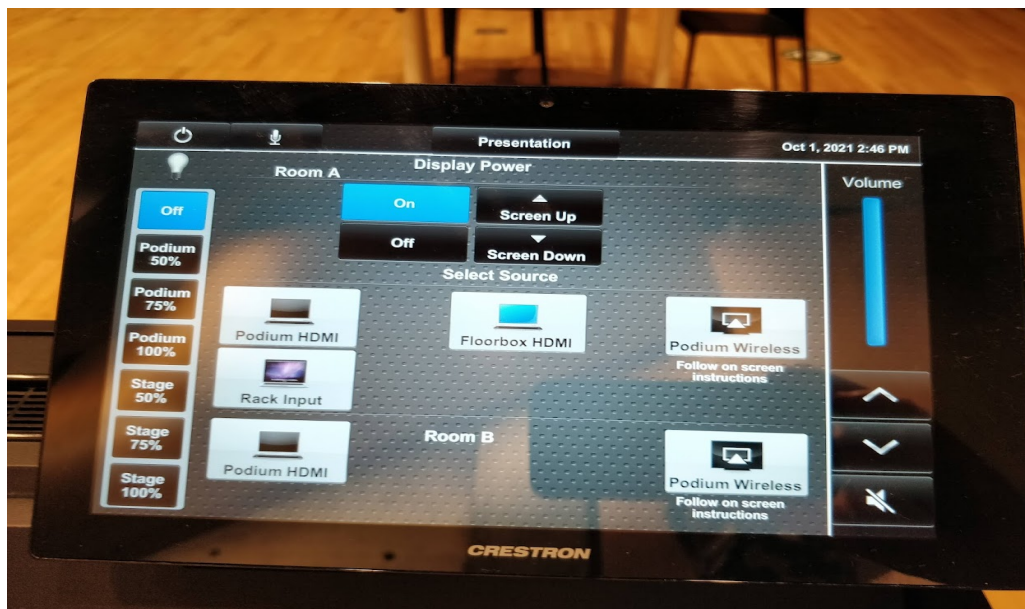 Presentation
Oct 1, 2021 2:46 PM
Room A
Display Power
Volume
Off
On
Screen Up
Podium
50%
Off
Screen Down
Select Source
Podium
75%
Podium
100%
Podium HDMI
Floorbox HDMI
Podium Wireless
Follow on screen
instructions
Stage
50%
Rack Input
Stage
75%
Room B
Stage
100%
Podium HDMI
Podium Wireless
Follow on screen
instructions
CRESTRON